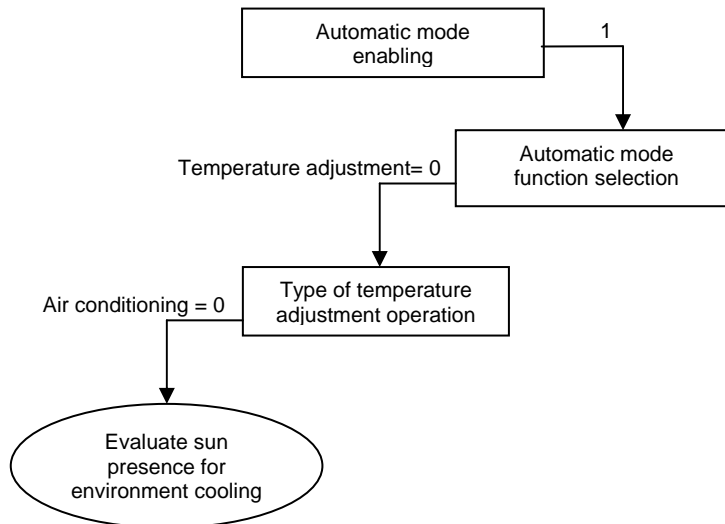 Automatic mode
enabling
1
Automatic mode
function selection
Temperature adjustment= 0
Type of temperature
adjustment operation
Air conditioning = 0
Evaluate sun
presence for
environment cooling